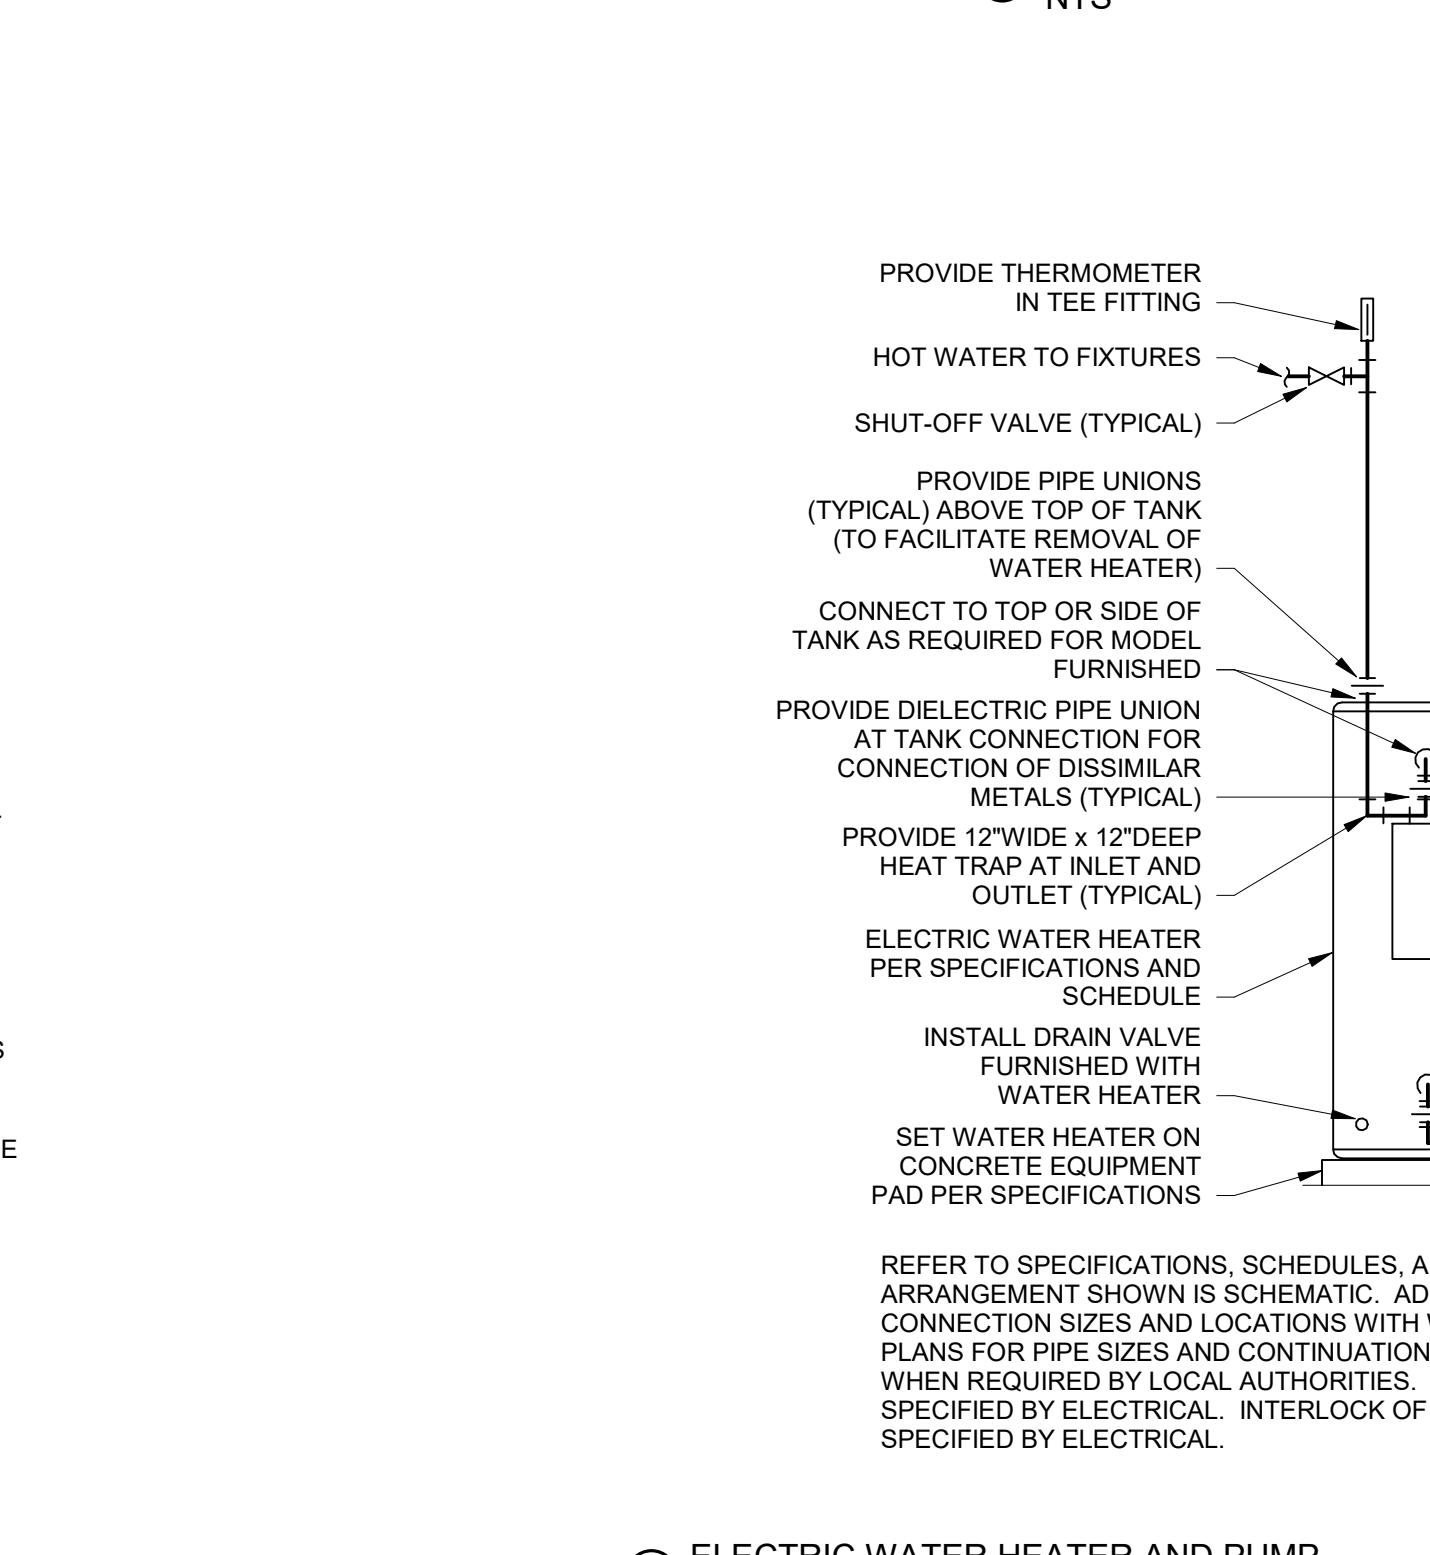 NTS
PROVIDE THERMOMETER
IN TEE FITTING
HOT WATER TO FIXTURES
SHUT-OFF VALVE (TYPICAL)
PROVIDE PIPE UNIONS
(TYPICAL) ABOVE TOP OF TANK
(TO FACILITATE REMOVAL OF
WATER HEATER)
CONNECT TO TOP OR SIDE OF
TANK AS REQUIRED FOR MODEL
FURNISHED
PROVIDE DIELECTRIC PIPE UNION
AT TANK CONNECTION FOR
CONNECTION OF DISSIMILAR
METALS (TYPICAL)
PROVIDE 12"WIDE x 12"DEEP
HEAT TRAP AT INLET AND
OUTLET (TYPICAL)
ELECTRIC WATER HEATER
PER SPECIFICATIONS AND
SCHEDULE
S
INSTALL DRAIN VALVE
FURNISHED WITH
WATER HEATER
E
SET WATER HEATER ON
CONCRETE EQUIPMENT
PAD PER SPECIFICATIONS
REFER TO SPECIFICATIONS, SCHEDULES, A
ARRANGEMENT SHOWN IS SCHEMATIC. AD
CONNECTION SIZES AND LOCATIONS WITH
PLANS FOR PIPE SIZES AND CONTINUATION
WHEN REQUIRED BY LOCAL AUTHORITIES.
SPECIFIED BY ELECTRICAL. INTERLOCK OF
SPECIFIED BY ELECTRICAL.
ELECTRIC WATER HEATER AND PUMP